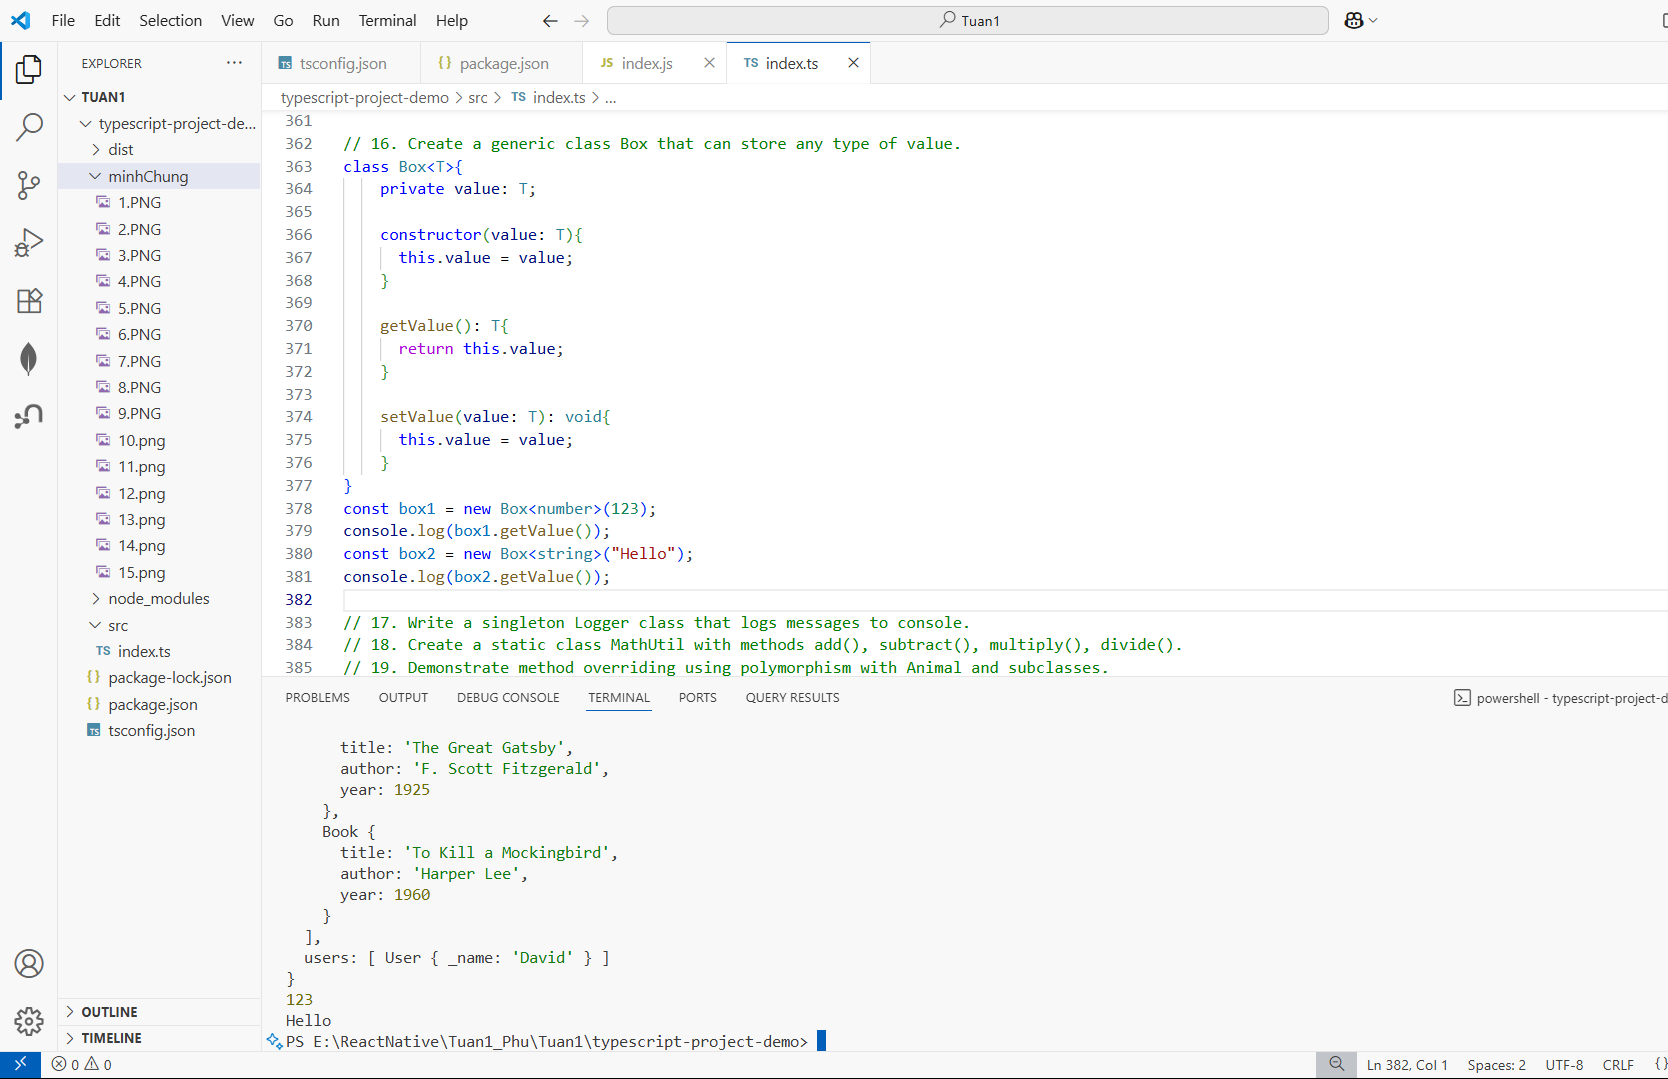 File Edit Selection View Go Run Terminal Help
Tuan1
EXPLORER
TUAN1
typescript-project-de...
dist
minhChung
1.PNG
2.PNG
3.PNG
4.PNG
5.PNG
6.PNG
7.PNG
8.PNG
9.PNG
10.png
11.png
12.png
13.png
14.png
15.png
node_modules
src
TS index.ts
{} package-lock.json
{} package.json
TS tsconfig.json
OUTLINE
TIMELINE
TS tsconfig.json {} package.json JS index.js TS index.ts
typescript-project-demo > src > TS index.ts > ...
361
362 // 16. Create a generic class Box that can store any type of value.
363 class Box<T>{
364 private value: T;
365
366 constructor(value: T){
367 this.value = value;
368 }
369
370 getValue(): T{
371 return this.value;
372 }
373
374 setValue(value: T): void{
375 this.value = value;
376 }
377 }
378 const box1 = new Box<number>(123);
379 console.log(box1.getValue());
380 const box2 = new Box<string>("Hello");
381 console.log(box2.getValue());
382
383 // 17. Write a singleton Logger class that logs messages to console.
384 // 18. Create a static class MathUtil with methods add(), subtract(), multiply(), divide().
385 // 19. Demonstrate method overriding using polymorphism with Animal and subclasses.
PROBLEMS OUTPUT DEBUG CONSOLE TERMINAL PORTS QUERY RESULTS
powershell - typescript-project-d
title: 'The Great Gatsby',
author: 'F. Scott Fitzgerald',
year: 1925
},
Book {
title: 'To Kill a Mockingbird',
author: 'Harper Lee',
year: 1960
}
],
users: [ User { _name: 'David' } ]
}
123
Hello
PS E:\ReactNative\Tuan1_Phu\Tuan1\typescript-project-demo>
0 0
Ln 382, Col 1 Spaces: 2 UTF-8 CRLF {}